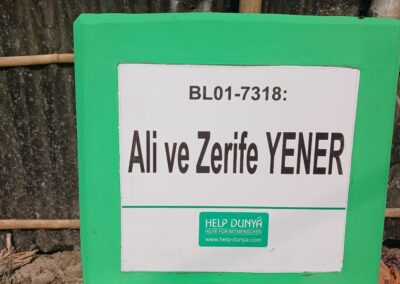 BL01-7318:
Ali ve Zerife YENER
HELP DUNYA
HILFE FÜR MITMENSCHEN
www.help-dunya.com